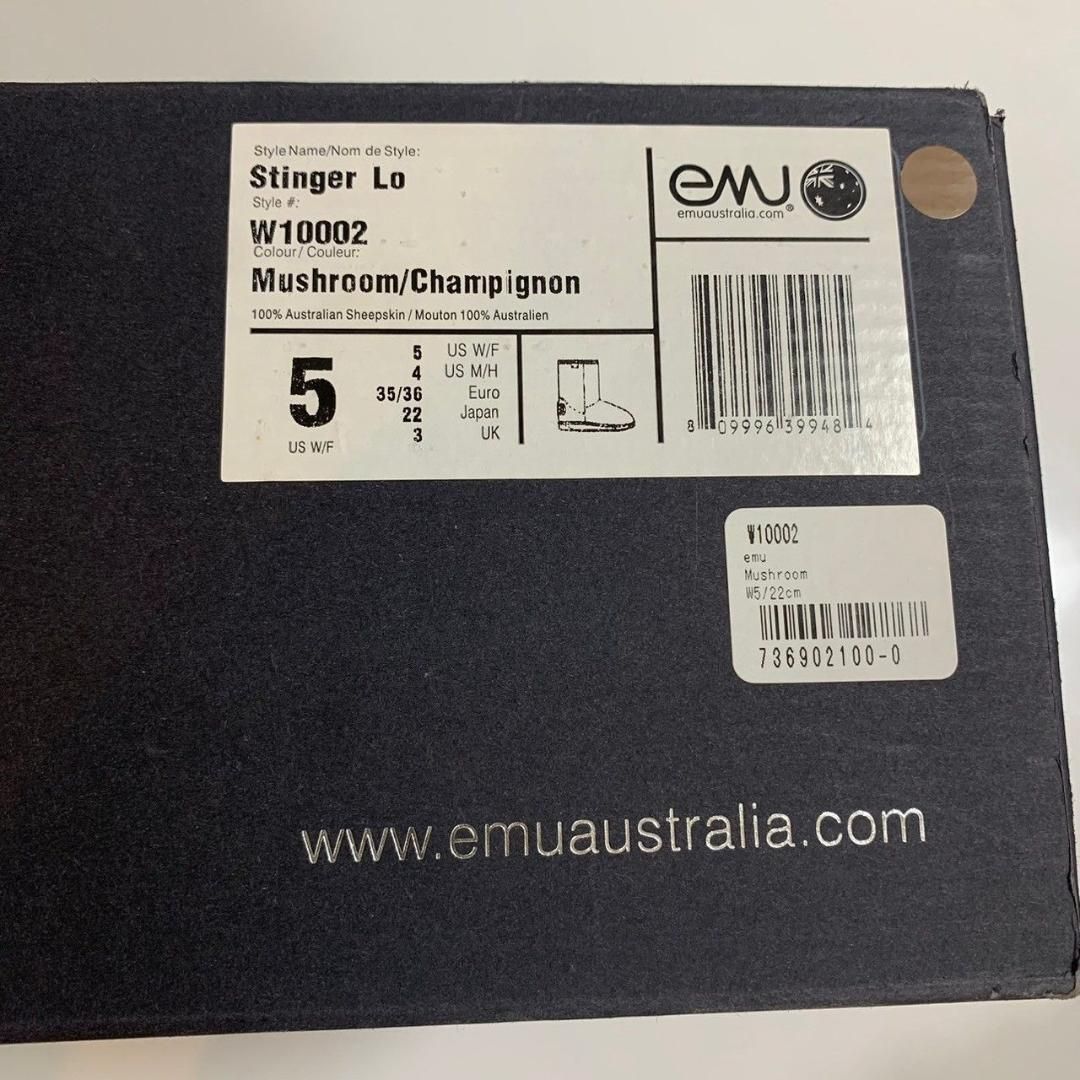 Style Name/Nom de Style:
Stinger Lo
Style #:
W10002
Colour/Couleur:
Mushroom/Champignon
100% Australian Sheepskin / Mouton 100% Australien
5
US W/F
5 US W/F
4 US M/H
35/36 Euro
22 Japan
3 UK
emu
emuaustralia.com®
8 09996 39948 4
W10002
emu
Mushroom
W5/22cm
736902100-0
www.emuaustralia.com